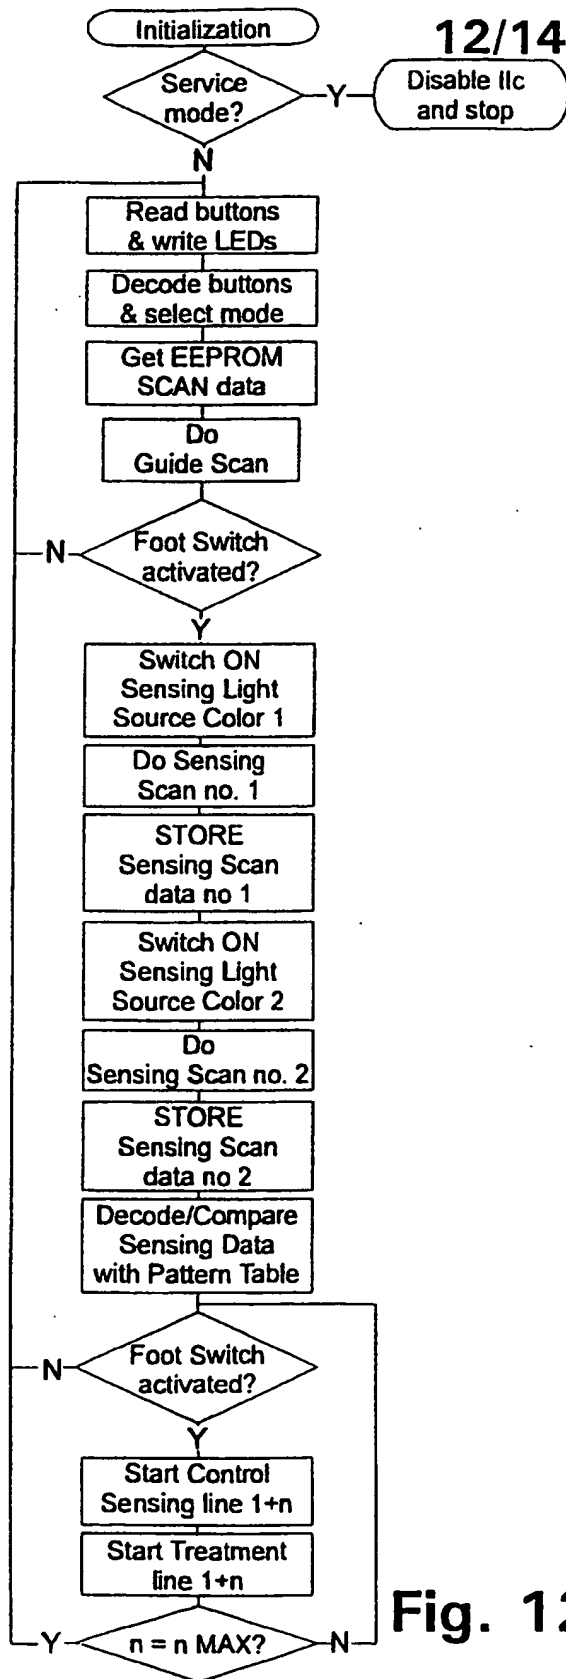 12/14
Initialization
Service
mode?
Y
Disable IIc
and stop
N
Read buttons
& write LEDs
Decode buttons
& select mode
Get EEPROM
SCAN data
Do
Guide Scan
N
Foot Switch
activated?
Y
Switch ON
Sensing Light
Source Color 1
Do Sensing
Scan no. 1
STORE
Sensing Scan
data no 1
Switch ON
Sensing Light
Source Color 2
Do
Sensing Scan no. 2
STORE
Sensing Scan
data no 2
Decode/Compare
Sensing Data
with Pattern Table
N
Foot Switch
activated?
Y
Start Control
Sensing line 1+n
Start Treatment
line 1+n
Y
n = n MAX?
N
Fig. 12